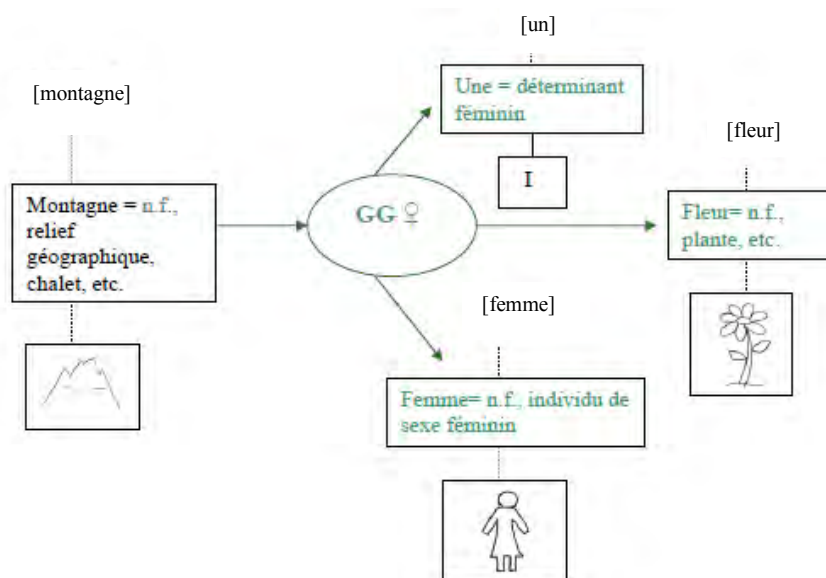 [un]
[montagne]
Une = déterminant
féminin
[fleur]
I
Montagne = n.f.,
relief
géographique,
chalet, etc.
GG ♀
Fleur= n.f.,
plante, etc.
[femme]
Femme= n.f., individu de
sexe féminin